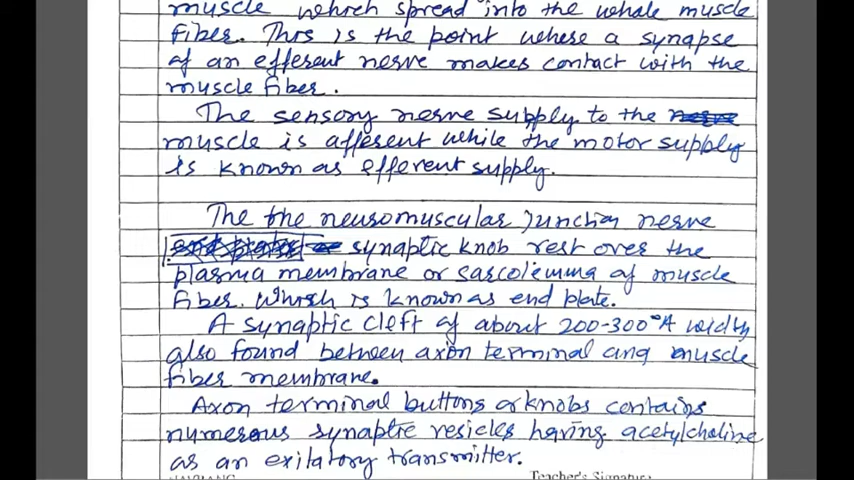 muscle which spread into the whole muscle
fiber. This is the point where a synapse
of an efferent nerve makes contact with the
muscle fiber.
The sensory nerve supply to the nerve
muscle is afferent while the motor supply
is known as efferent supply.
The the neuromuscular junction nerve
synaptic knob rest over the
plasma membrane or sarcolemma of muscle
fiber. Which is known as end plate.
A synaptic cleft of about 200-300°A width
also found between axon terminal and muscle
fiber membrane.
Axon terminal buttons or knobs contains
numerous synaptic vesicles having acetylcholine
as an exilatory transmitter.
Teacher's Signature